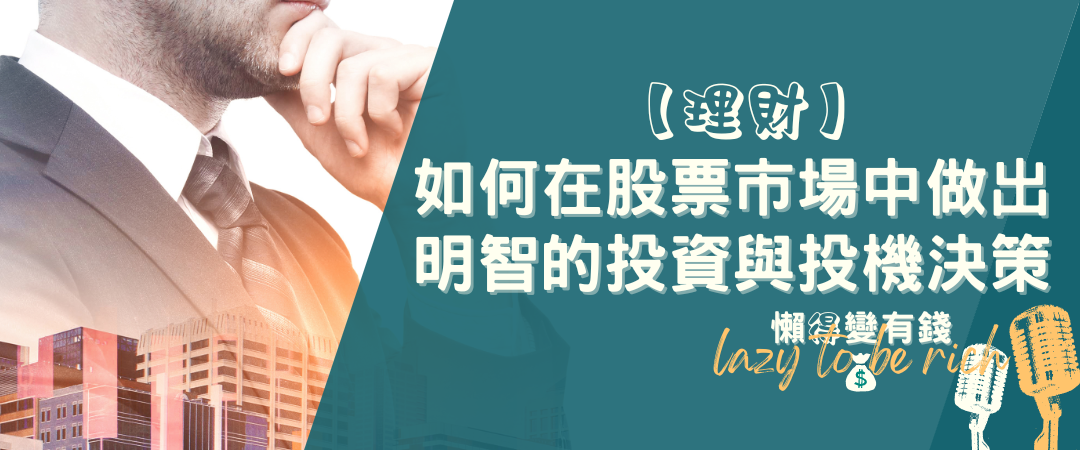 【理財】
如何在股票市場中做出
明智的投資與投機決策
懶得變有錢
lazy to be rich
$